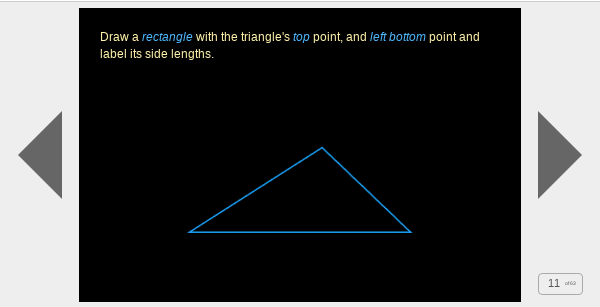 Draw a rectangle with the triangle's top point, and left bottom point and
label its side lengths.
11 of 63